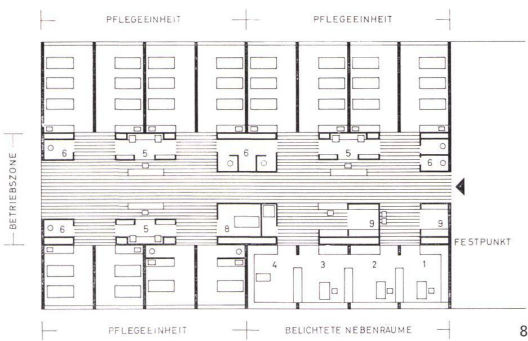 PFLEGEEINHEIT PFLEGEEINHEIT
BETRIEBSZONE
6 5 6 5 6
6 5 8 9 9
FESTPUNKT
4 3 2 1
PFLEGEEINHEIT BELICHTETE NEBENRAUME 8